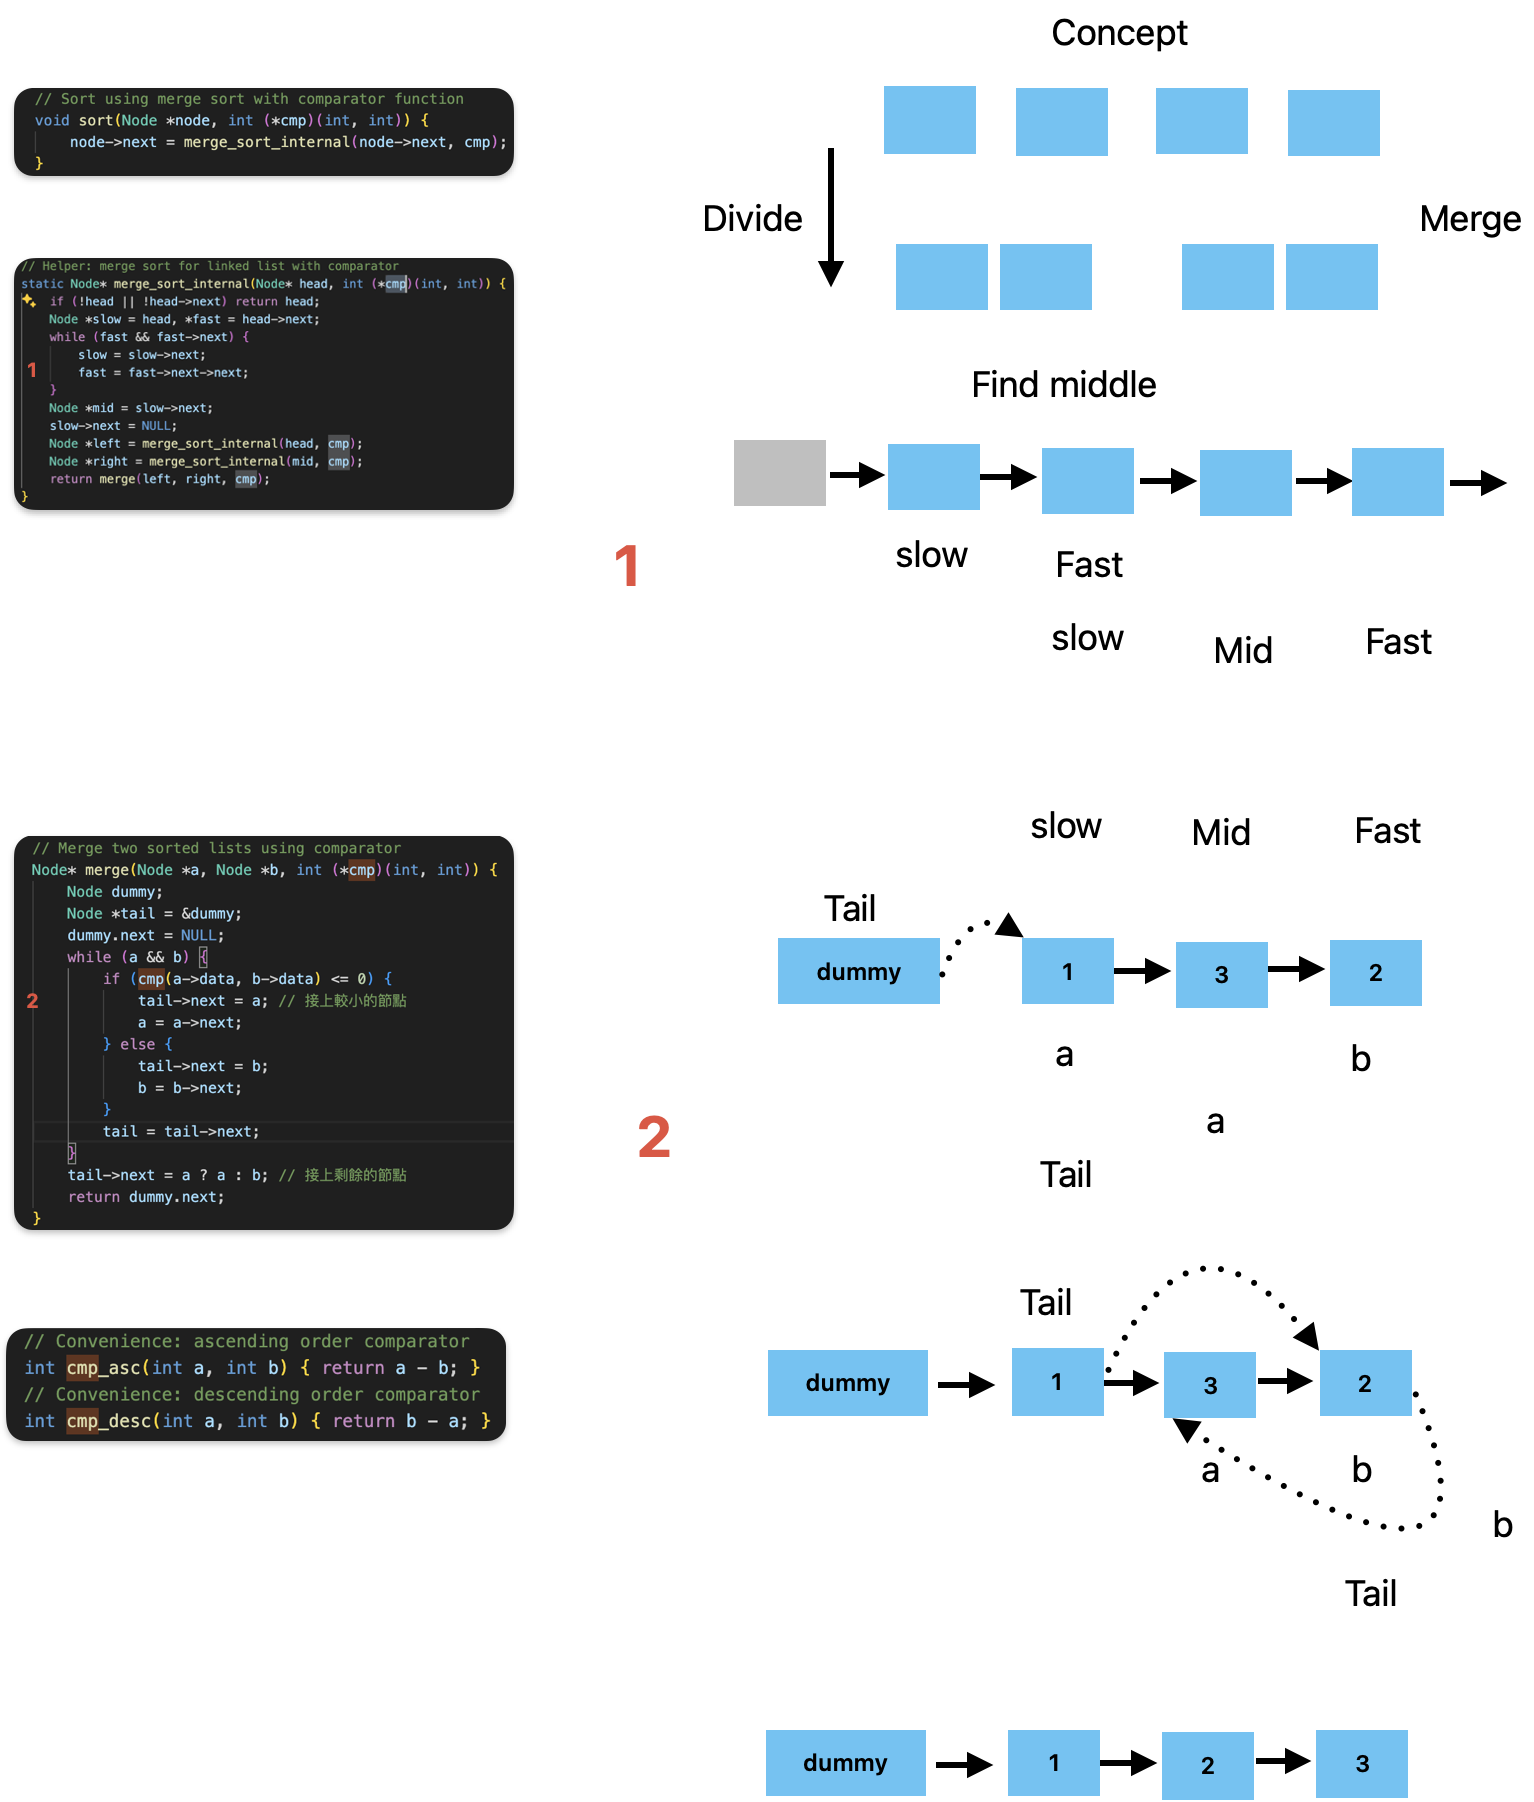 Concept
// Sort using merge sort with comparator function
void sort(Node *node, int (*cmp)(int, int)) {
node->next = merge_sort_internal(node->next, cmp);
}
Divide
Merge
// Helper: merge sort for linked list with comparator
static Node* merge_sort_internal(Node* head, int (*cmp)(int, int)) {
if (!head || !head->next) return head;
Node *slow = head, *fast = head->next;
while (fast && fast->next) {
slow = slow->next;
1
fast = fast->next->next;
}
Node *mid = slow->next;
slow->next = NULL;
Node *left = merge_sort_internal(head, cmp);
Node *right = merge_sort_internal(mid, cmp);
return merge(left, right, cmp);
}
Find middle
1
slow
Fast
slow
Mid
Fast
// Merge two sorted lists using comparator
Node* merge(Node *a, Node *b, int (*cmp)(int, int)) {
Node dummy;
Node *tail = &dummy;
dummy.next = NULL;
while (a && b) {
if (cmp(a->data, b->data) <= 0) {
2
tail->next = a; // 接上較小的節點
a = a->next;
} else {
tail->next = b;
b = b->next;
}
tail = tail->next;
}
tail->next = a ? a : b; // 接上剩餘的節點
return dummy.next;
}
slow
Mid
Fast
Tail
dummy
1
3
2
a
b
2
a
Tail
// Convenience: ascending order comparator
int cmp_asc(int a, int b) { return a - b; }
// Convenience: descending order comparator
int cmp_desc(int a, int b) { return b - a; }
Tail
dummy
1
3
2
a
b
b
Tail
dummy
1
2
3